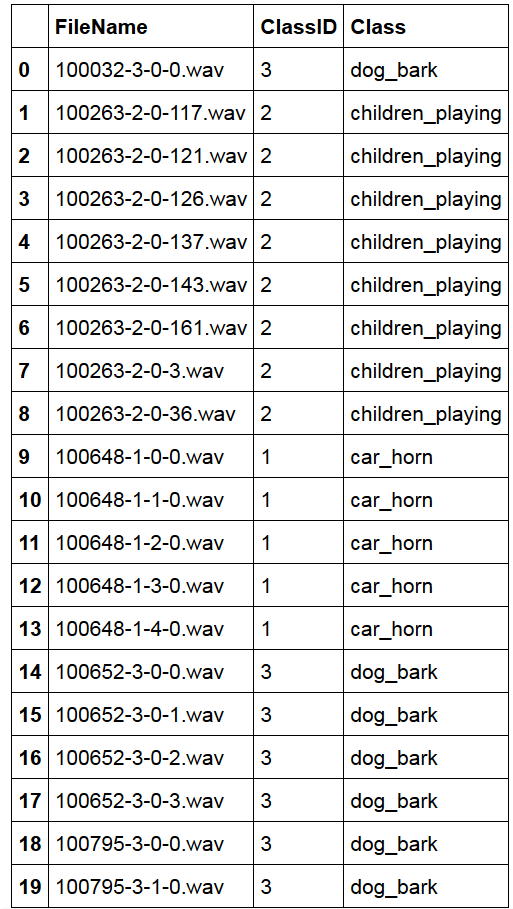 FileName ClassID Class
0 100032-3-0-0.wav 3 dog_bark
1 100263-2-0-117.wav 2 children_playing
2 100263-2-0-121.wav 2 children_playing
3 100263-2-0-126.wav 2 children_playing
4 100263-2-0-137.wav 2 children_playing
5 100263-2-0-143.wav 2 children_playing
6 100263-2-0-161.wav 2 children_playing
7 100263-2-0-3.wav 2 children_playing
8 100263-2-0-36.wav 2 children_playing
9 100648-1-0-0.wav 1 car_horn
10 100648-1-1-0.wav 1 car_horn
11 100648-1-2-0.wav 1 car_horn
12 100648-1-3-0.wav 1 car_horn
13 100648-1-4-0.wav 1 car_horn
14 100652-3-0-0.wav 3 dog_bark
15 100652-3-0-1.wav 3 dog_bark
16 100652-3-0-2.wav 3 dog_bark
17 100652-3-0-3.wav 3 dog_bark
18 100795-3-0-0.wav 3 dog_bark
19 100795-3-1-0.wav 3 dog_bark